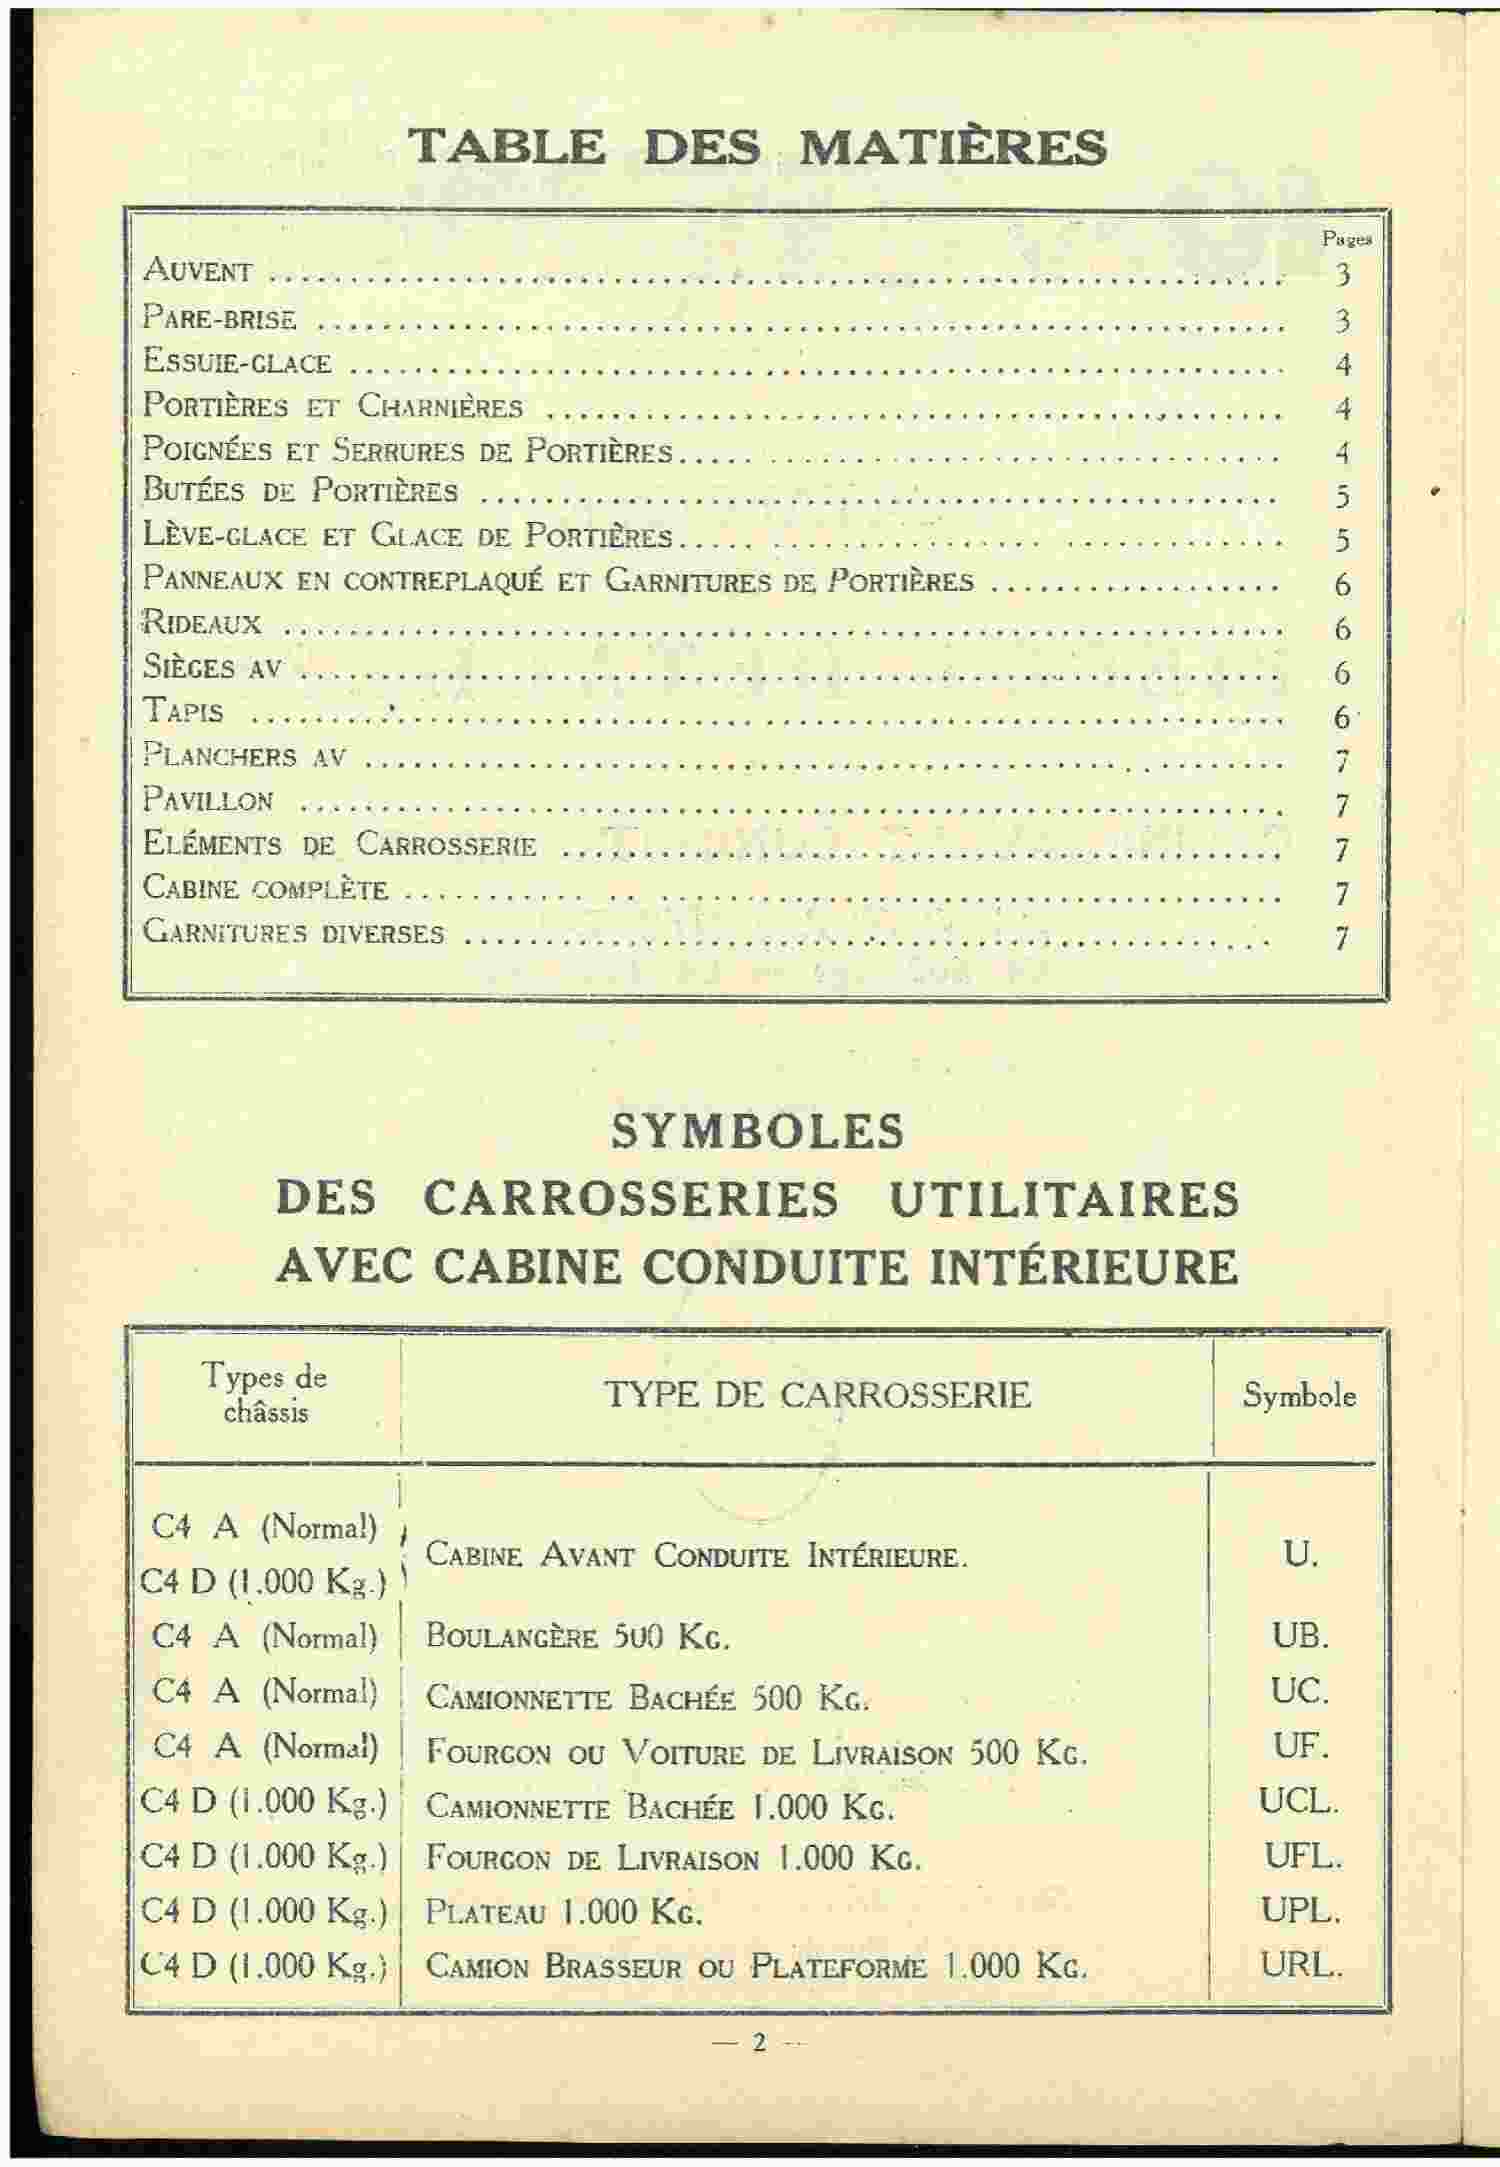 TABLE DES MATIÈRES
Pages
AUVENT ........ 3
PARE-BRISE ........ 3
ESSUIE-GLACE ........ 4
PORTIÈRES ET CHARNIÈRES ........ 4
POIGNÉES ET SERRURES DE PORTIÈRES ........ 4
BUTÉES DE PORTIÈRES ........ 5
LÈVE-GLACE ET GLACE DE PORTIÈRES ........ 5
PANNEAUX EN CONTREPLAQUÉ ET GARNITURES DE PORTIÈRES ........ 6
RIDEAUX ........ 6
SIÈGES AV ........ 6
TAPIS ........ 6
PLANCHERS AV ........ 7
PAVILLON ........ 7
ELÉMENTS DE CARROSSERIE ........ 7
CABINE COMPLÈTE ........ 7
GARNITURES DIVERSES ........ 7
SYMBOLES
DES CARROSSERIES UTILITAIRES
AVEC CABINE CONDUITE INTÉRIEURE
Types de châssis TYPE DE CARROSSERIE Symbole
C4 A (Normal)
C4 D (1.000 Kg.) CABINE AVANT CONDUITE INTÉRIEURE. U.
C4 A (Normal) BOULANGÈRE 500 KG. UB.
C4 A (Normal) CAMIONNETTE BACHÉE 500 KG. UC.
C4 A (Normal) FOURGON OU VOITURE DE LIVRAISON 500 KG. UF.
C4 D (1.000 Kg.) CAMIONNETTE BACHÉE 1.000 KG. UCL.
C4 D (1.000 Kg.) FOURGON DE LIVRAISON 1.000 KG. UFL.
C4 D (1.000 Kg.) PLATEAU 1.000 KG. UPL.
C4 D (1.000 Kg.) CAMION BRASSEUR OU PLATEFORME 1.000 KG. URL.
— 2 —